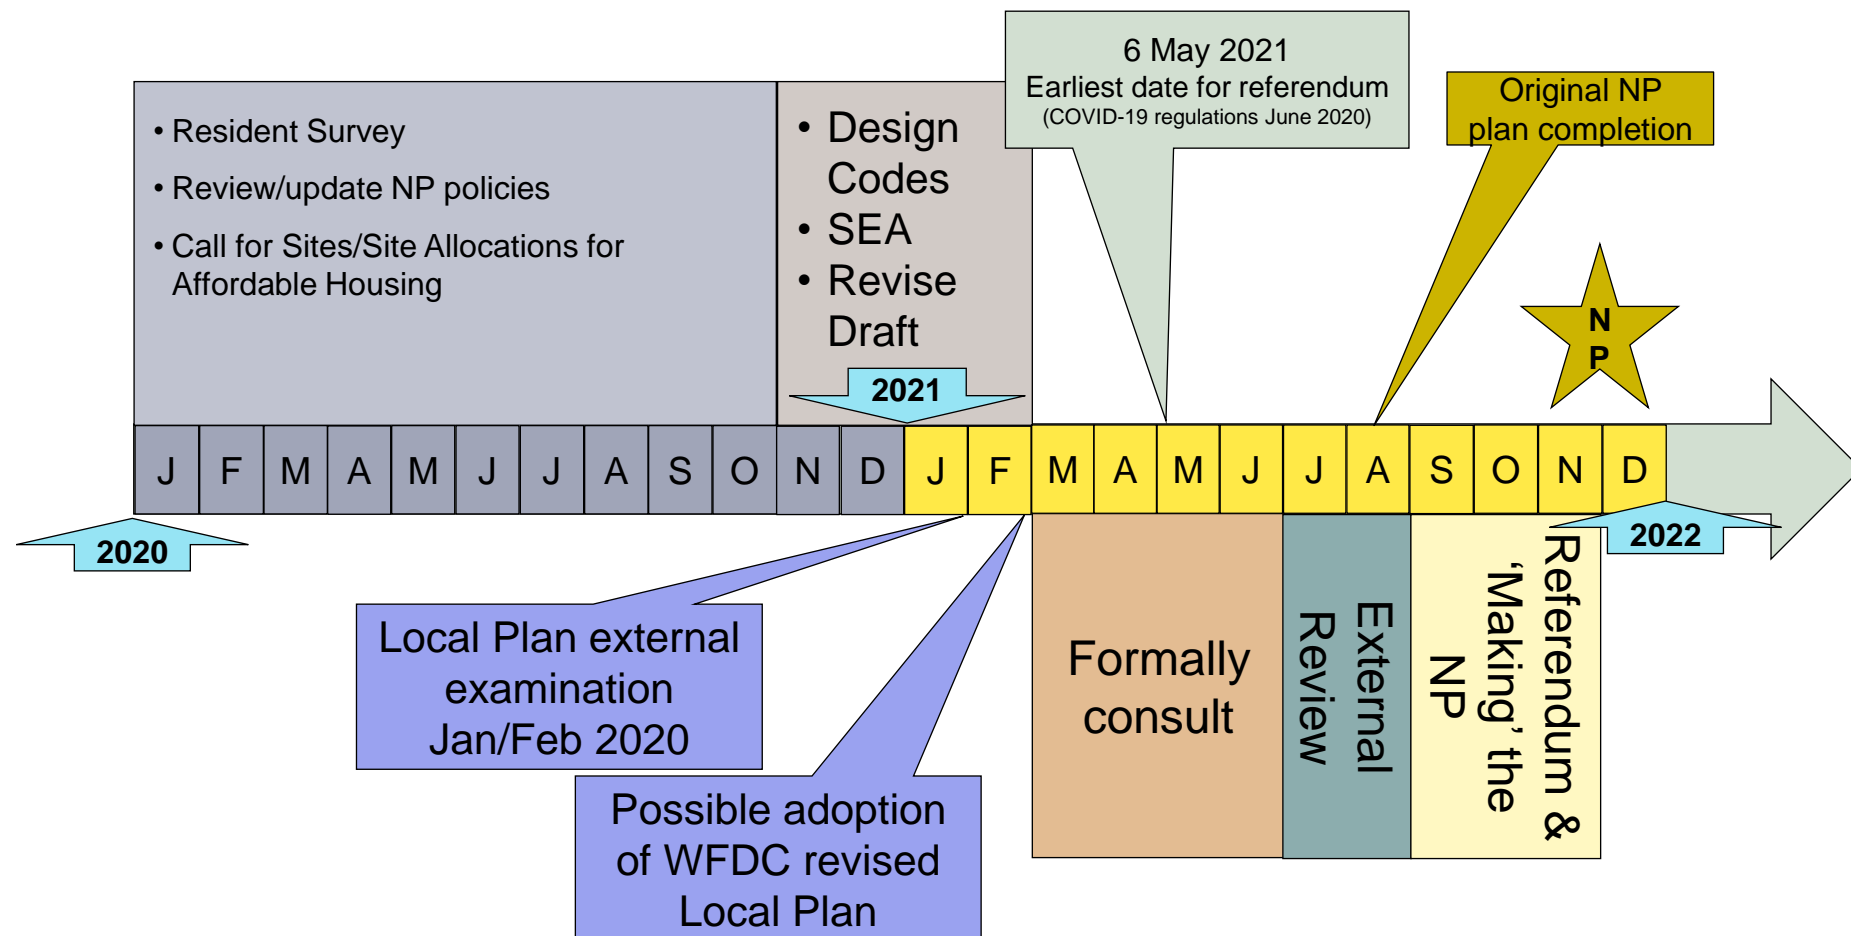 6 May 2021
Earliest date for referendum
(COVID-19 regulations June 2020)
Original NP
plan completion
• Resident Survey
• Review/update NP policies
• Call for Sites/Site Allocations for
Affordable Housing
• Design
Codes
• SEA
• Revise
Draft
N
P
2021
J F M A M J J A S O N D J F M A M J J A S O N D
2020
2022
Local Plan external
examination
Jan/Feb 2020
Possible adoption
of WFDC revised
Local Plan
Formally
consult
External
Review
Referendum &
‘Making’ the
NP